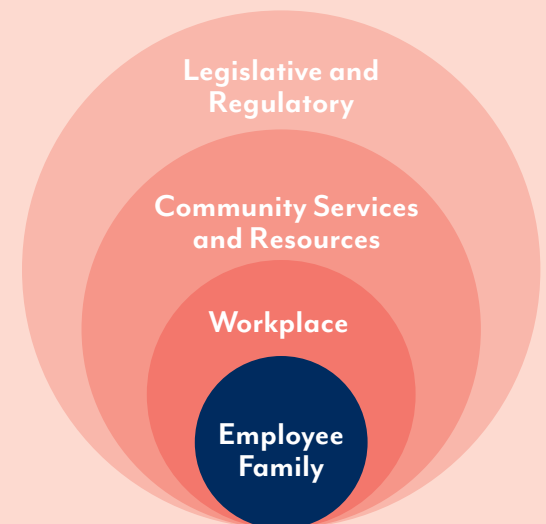 Legislative and
Regulatory
Community Services
and Resources
Workplace
Employee
Family